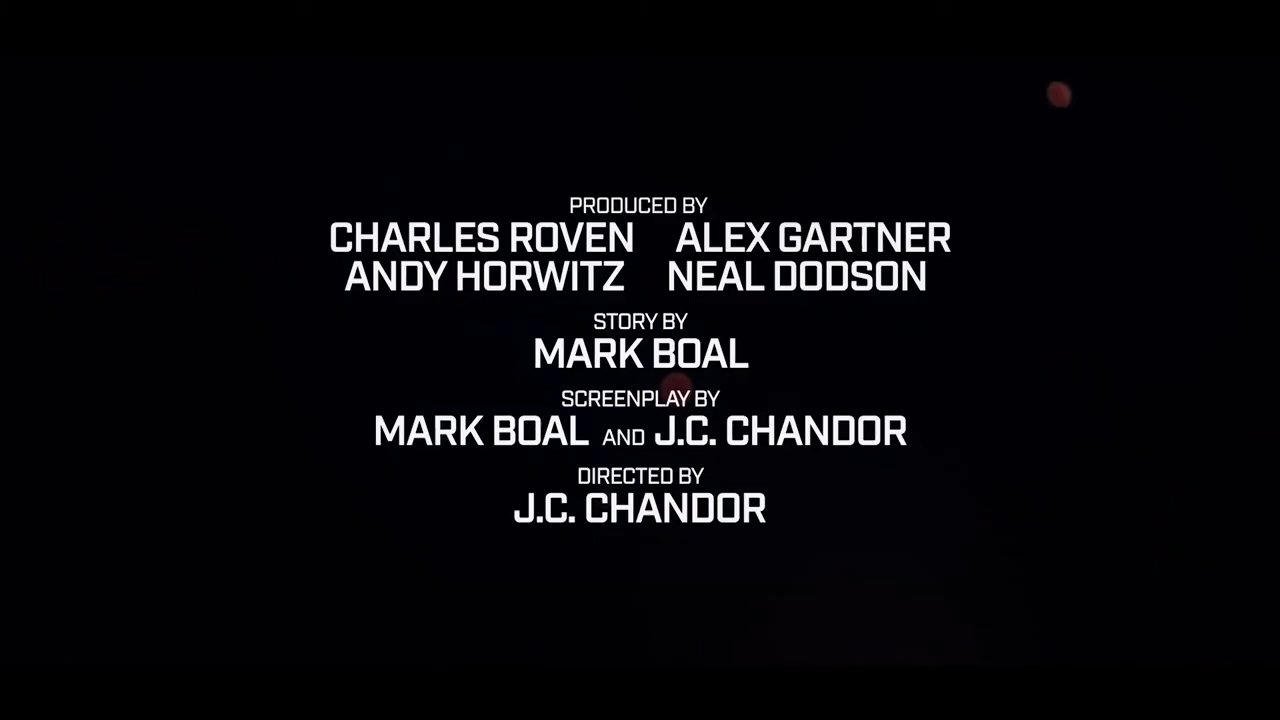 PRODUCED BY
CHARLES ROVEN ALEX GARTNER
ANDY HORWITZ NEAL DODSON
STORY BY
MARK BOAL
SCREENPLAY BY
MARK BOAL AND J.C. CHANDOR
DIRECTED BY
J.C. CHANDOR